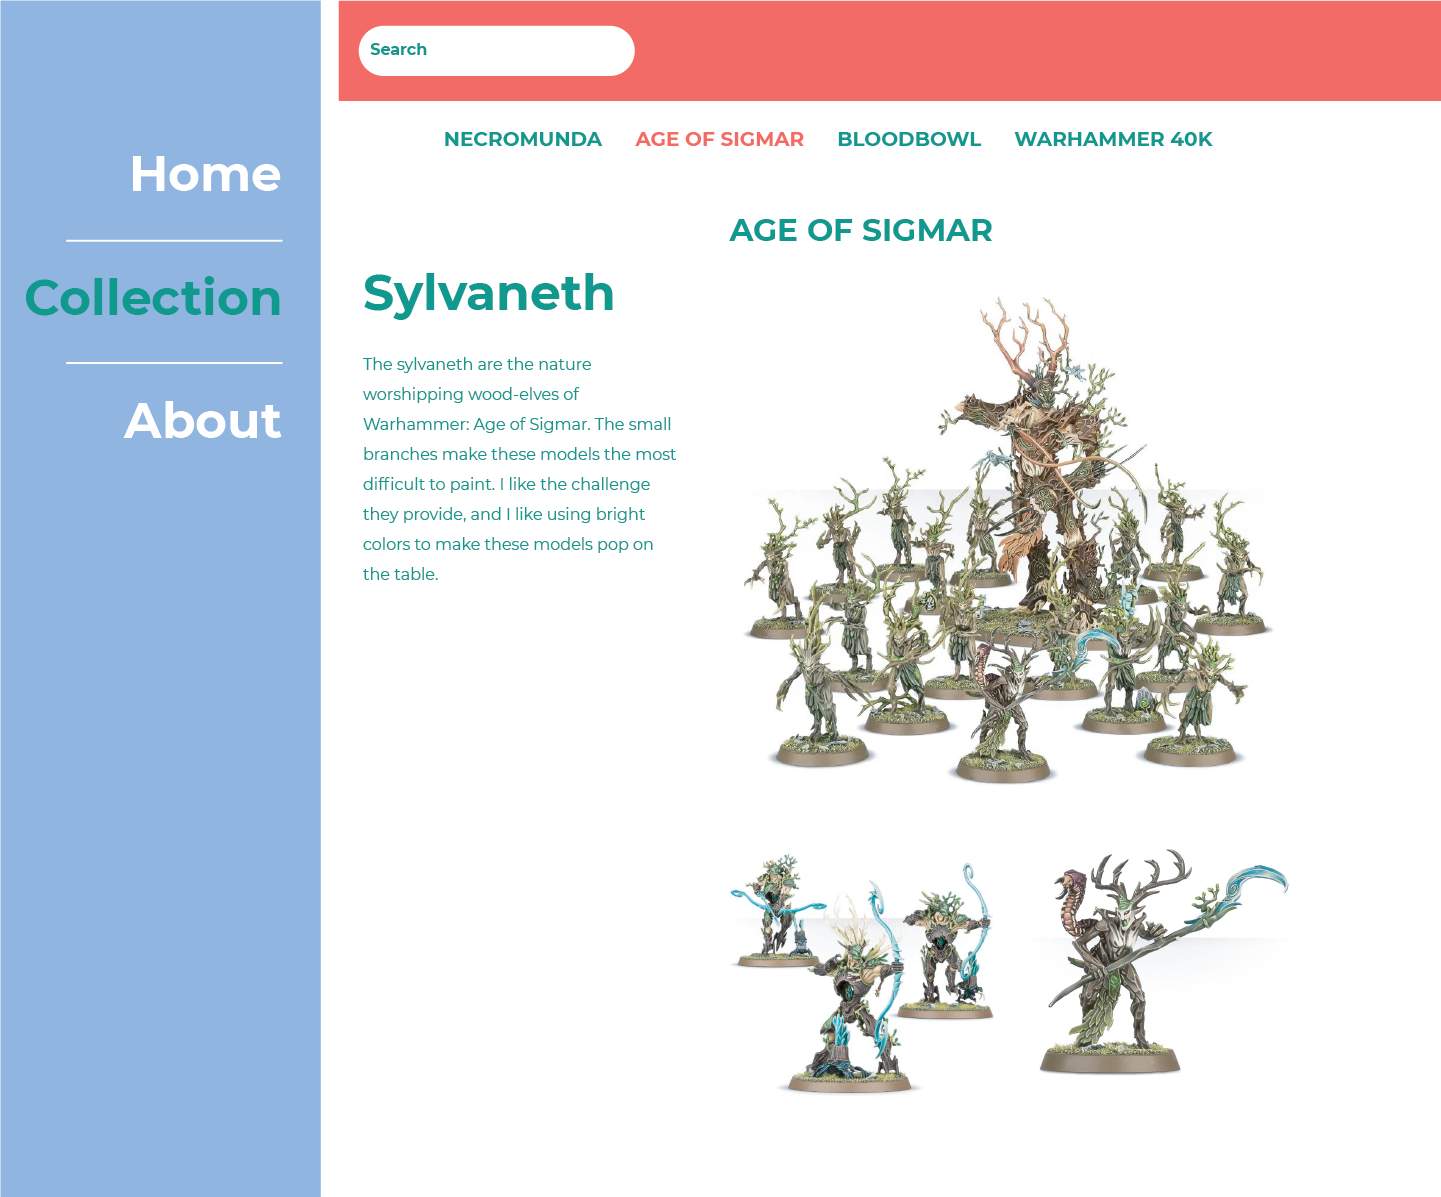 Search
Home
Collection
About
NECROMUNDA AGE OF SIGMAR BLOODBOWL WARHAMMER 40K
AGE OF SIGMAR
Sylvaneth
The sylvaneth are the nature
worshipping wood-elves of
Warhammer: Age of Sigmar. The small
branches make these models the most
difficult to paint. I like the challenge
they provide, and I like using bright
colors to make these models pop on
the table.